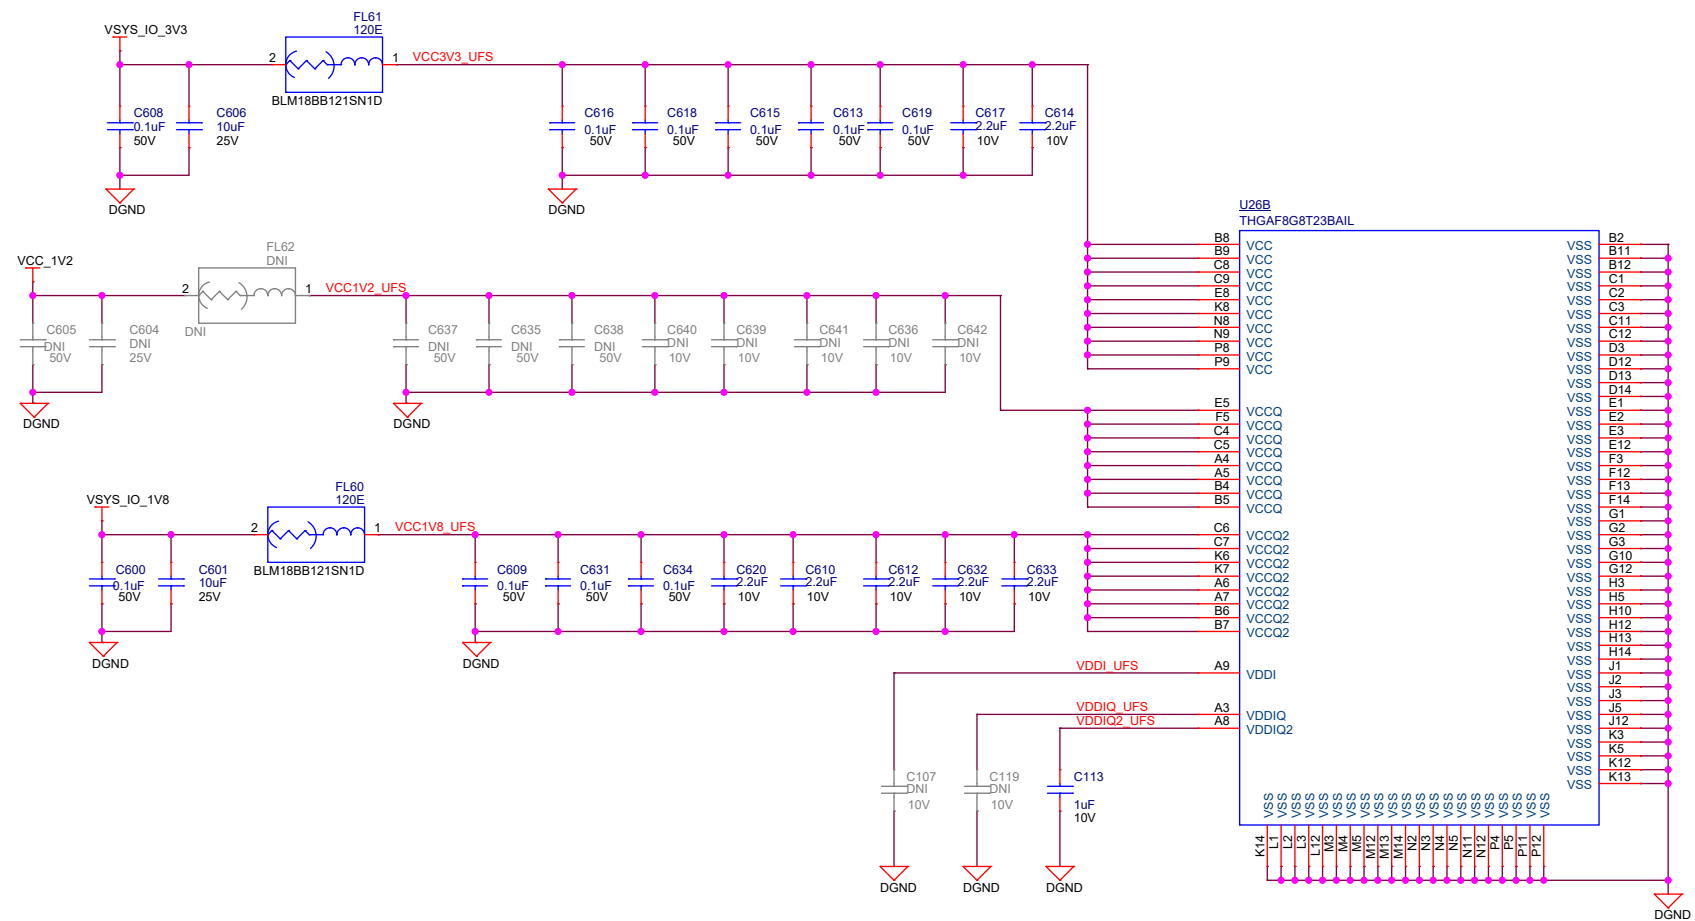 VSYS_IO_3V3
FL61
120E
2
1
VCC3V3_UFS
BLM18BB121SN1D
C608
0.1uF
50V
C606
10uF
25V
C616
0.1uF
50V
C618
0.1uF
50V
C615
0.1uF
50V
C613
0.1uF
50V
C619
0.1uF
50V
C617
2.2uF
10V
C614
2.2uF
10V
DGND
DGND
VCC_1V2
FL62
DNI
2
1
VCC1V2_UFS
DNI
C605
DNI
50V
C604
DNI
25V
C637
DNI
50V
C635
DNI
50V
C638
DNI
50V
C640
DNI
10V
C639
DNI
10V
C641
DNI
10V
C636
DNI
10V
C642
DNI
10V
DGND
DGND
VSYS_IO_1V8
FL60
120E
2
1
VCC1V8_UFS
BLM18BB121SN1D
C600
0.1uF
50V
C601
10uF
25V
C609
0.1uF
50V
C631
0.1uF
50V
C634
0.1uF
50V
C620
2.2uF
10V
C610
2.2uF
10V
C612
2.2uF
10V
C632
2.2uF
10V
C633
2.2uF
10V
DGND
DGND
VDDI_UFS
VDDIQ_UFS
VDDIQ2_UFS
C107
DNI
10V
C119
DNI
10V
C113
1uF
10V
DGND
DGND
DGND
U26B
THGAF8G8T23BAIL
B8 VCC
B9 VCC
C8 VCC
C9 VCC
E8 VCC
K8 VCC
N8 VCC
N9 VCC
P8 VCC
P9 VCC
E5 VCCQ
F5 VCCQ
C4 VCCQ
C5 VCCQ
A4 VCCQ
A5 VCCQ
B4 VCCQ
B5 VCCQ
C6 VCCQ2
C7 VCCQ2
K6 VCCQ2
K7 VCCQ2
A6 VCCQ2
A7 VCCQ2
B6 VCCQ2
B7 VCCQ2
A9 VDDI
A3 VDDIQ
A8 VDDIQ2
VSS B2
VSS B11
VSS B12
VSS C1
VSS C2
VSS C3
VSS C11
VSS C12
VSS D3
VSS D12
VSS D13
VSS D14
VSS E1
VSS E2
VSS E3
VSS E12
VSS F3
VSS F12
VSS F13
VSS F14
VSS G1
VSS G2
VSS G3
VSS G10
VSS G12
VSS H3
VSS H5
VSS H10
VSS H12
VSS H13
VSS H14
VSS J1
VSS J2
VSS J3
VSS J5
VSS J12
VSS K3
VSS K5
VSS K12
VSS K13
VSS K14
VSS L1
VSS L2
VSS L3
VSS L12
VSS M3
VSS M4
VSS M5
VSS M12
VSS M13
VSS M14
VSS N2
VSS N3
VSS N4
VSS N5
VSS N11
VSS N12
VSS P4
VSS P5
VSS P11
VSS P12
DGND